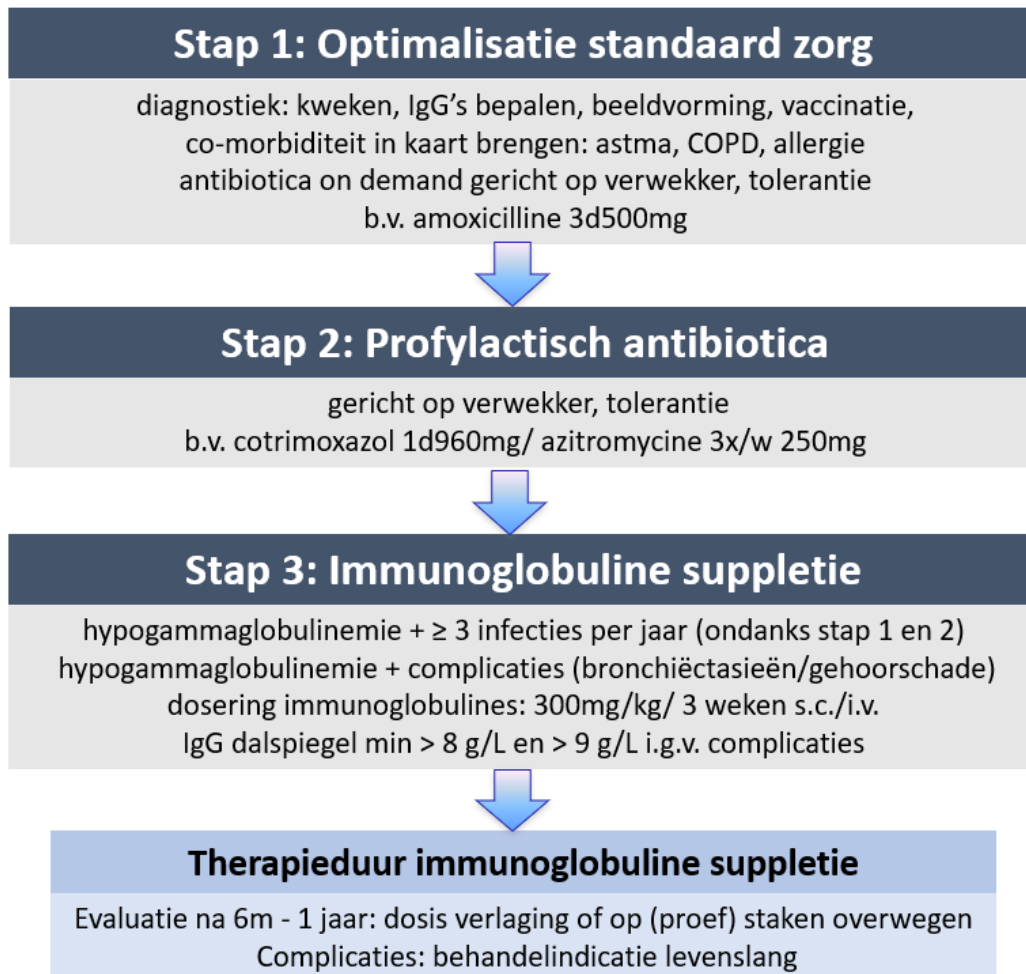 Stap 1: Optimalisatie standaard zorg
diagnostiek: kweken, IgG's bepalen, beeldvorming, vaccinatie,
co-morbiditeit in kaart brengen: astma, COPD, allergie
antibiotica on demand gericht op verwekker, tolerantie
b.v. amoxicilline 3d500mg
Stap 2: Profylactisch antibiotica
gericht op verwekker, tolerantie
b.v. cotrimoxazol 1d960mg/ azitromycine 3x/w 250mg
Stap 3: Immunoglobuline suppletie
hypogammaglobulinemie + ≥ 3 infecties per jaar (ondanks stap 1 en 2)
hypogammaglobulinemie + complicaties (bronchiëctasieën/gehoorschade)
dosering immunoglobulines: 300mg/kg/ 3 weken s.c./i.v.
IgG dalspiegel min > 8 g/L en > 9 g/L i.g.v. complicaties
Therapieduur immunoglobuline suppletie
Evaluatie na 6m - 1 jaar: dosis verlaging of op (proef) staken overwegen
Complicaties: behandelindicatie levenslang